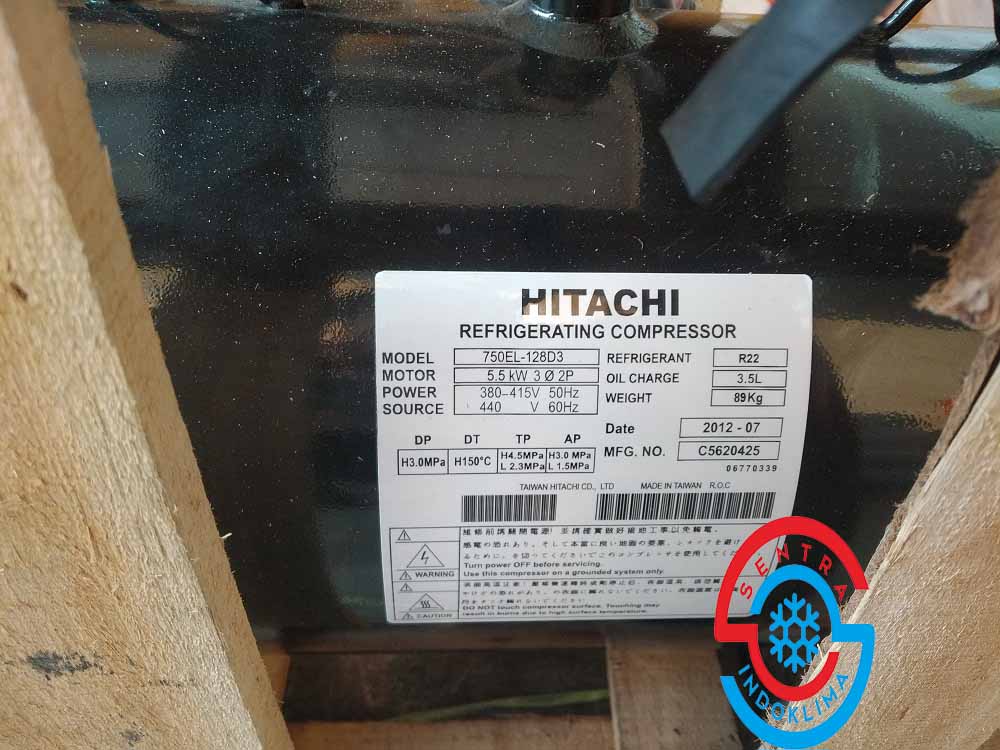 HITACHI
REFRIGERATING COMPRESSOR
MODEL 750EL-128D3 REFRIGERANT R22
MOTOR 5.5 kW 3 Ø 2P OIL CHARGE 3.5L
POWER SOURCE 380–415V 50Hz WEIGHT 89Kg
440 V 60Hz
Date 2012 - 07
DP DT TP AP MFG. NO. C5620425
H3.0MPa H150°C H4.5MPa H3.0 MPa
L 2.3MPa L 1.5MPa
06770339
TAIWAN HITACHI CO., LTD MADE IN TAIWAN R.O.C
Turn power OFF before servicing.
WARNING Use this compressor on a grounded system only.
DO NOT touch compressor surface. Touching may
CAUTION result in burns due to high surface temperature.
SENTRA
INDOKLIMA